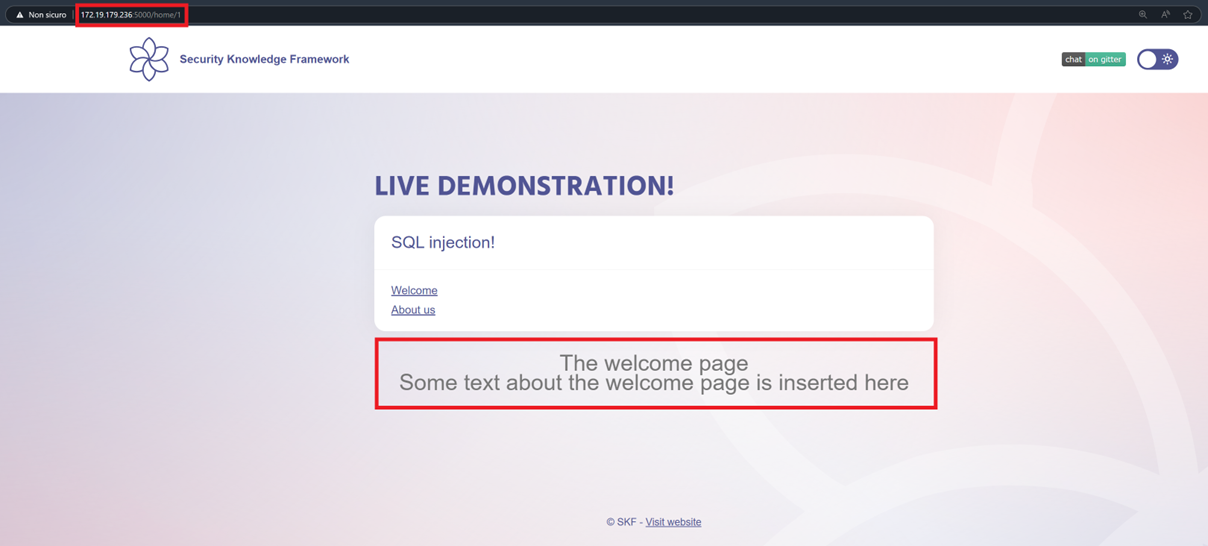 Non sicuro | 172.19.179.236:5000/home/1
Security Knowledge Framework
chat on gitter
LIVE DEMONSTRATION!
SQL injection!
Welcome
About us
The welcome page
Some text about the welcome page is inserted here
© SKF - Visit website